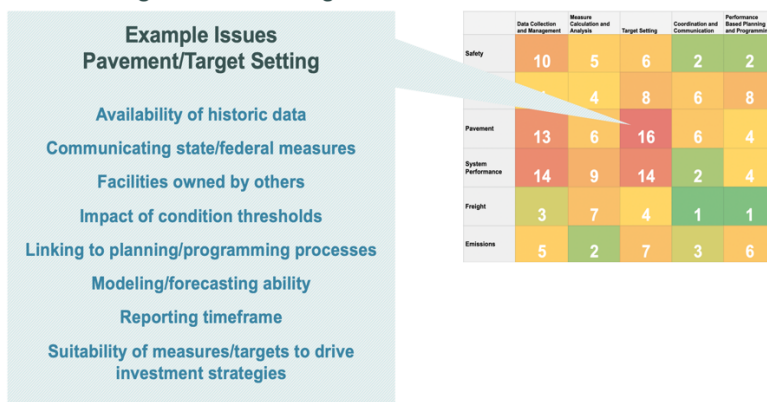 Example Issues
Pavement/Target Setting
Availability of historic data
Communicating state/federal measures
Facilities owned by others
Impact of condition thresholds
Linking to planning/programming processes
Modeling/forecasting ability
Reporting timeframe
Suitability of measures/targets to drive
investment strategies
Data Collection
and Management
Measure
Calculation and
Analysis
Target Setting
Coordination and
Communication
Performance
Based Planning
Safety
10 5 6 2 2
4 8 6 8
Pavement
13 6 16 6 4
System
Performance
14 9 14 2 4
Freight
3 7 4 1 1
Emissions
5 2 7 3 6